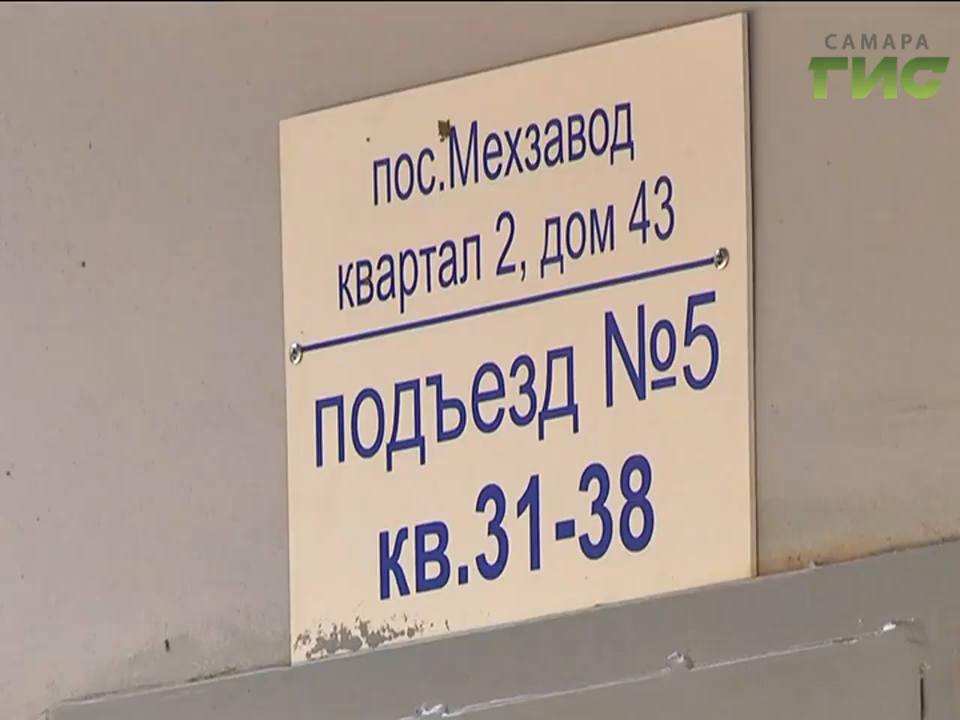 САМАРА
ГИС
пос.Мехзавод
квартал 2, дом 43
подъезд №5
кв.31-38